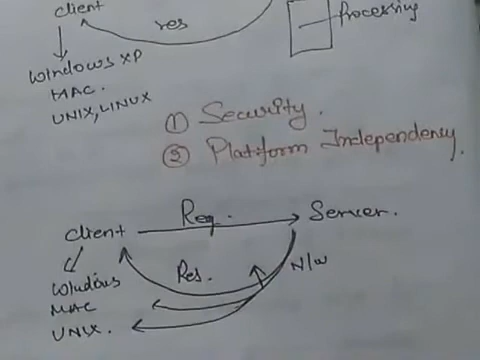 client
res
Processing
Windows XP
MAC.
UNIX, LINUX
① Security.
② Platform Independency.
client
Req.
Server.
Res.
N/w
Windows
MAC
UNIX.